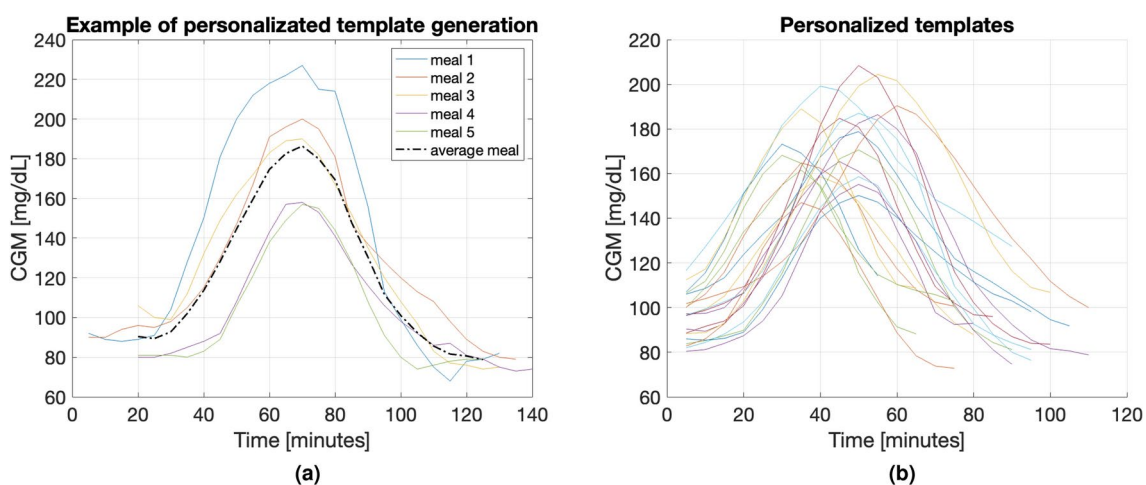 Example of personalizated template generation
240
220
200
180
160
140
120
100
80
60
CGM [mg/dL]
meal 1
meal 2
meal 3
meal 4
meal 5
average meal
0 20 40 60 80 100 120 140
Time [minutes]
(a)
Personalized templates
220
200
180
160
140
120
100
80
60
CGM [mg/dL]
0 20 40 60 80 100 120
Time [minutes]
(b)